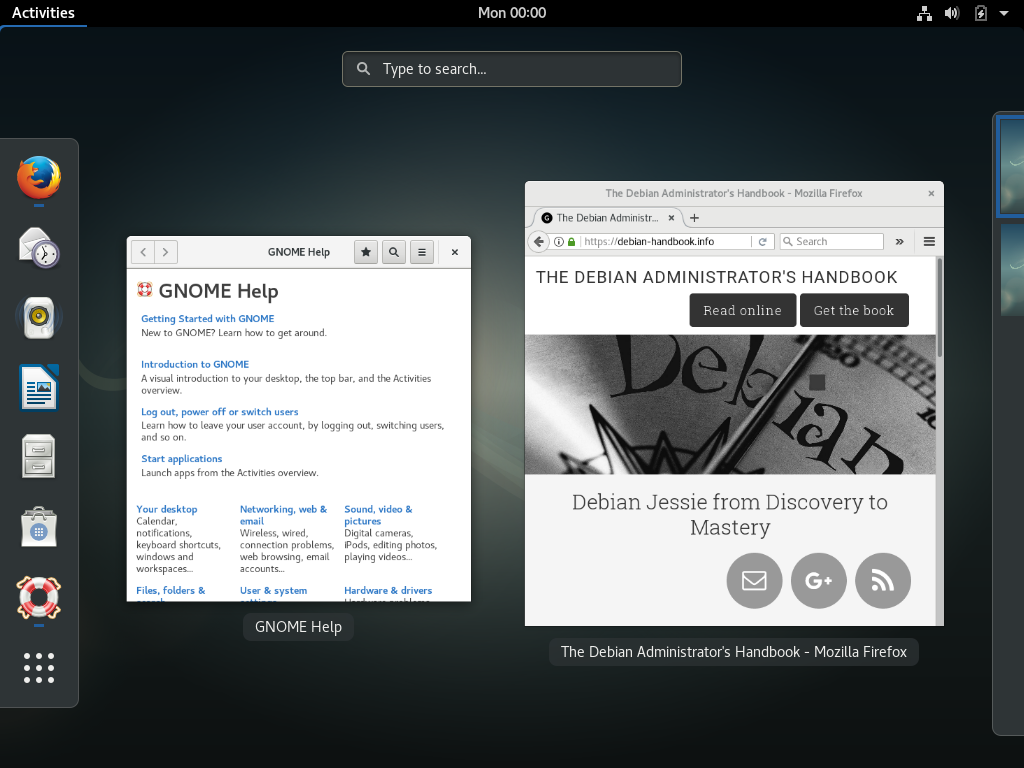 Activities
Mon 00:00
Type to search...
GNOME Help
GNOME Help
Getting Started with GNOME
New to GNOME? Learn how to get around.
Introduction to GNOME
A visual introduction to your desktop, the top bar, and the Activities
overview.
Log out, power off or switch users
Learn how to leave your user account, by logging out, switching users,
and so on.
Start applications
Launch apps from the Activities overview.
Your desktop
Calendar,
notifications,
keyboard shortcuts,
windows and
workspaces...
Networking, web &
email
Wireless, wired,
connection problems,
web browsing, email
accounts...
Sound, video &
pictures
Digital cameras,
iPods, editing photos,
playing videos...
Files, folders &
User & system
Hardware & drivers
GNOME Help
The Debian Administrator's Handbook - Mozilla Firefox
The Debian Administr...
https://debian-handbook.info
Search
THE DEBIAN ADMINISTRATOR'S HANDBOOK
Read online
Get the book
Debian
Debian Jessie from Discovery to
Mastery
G+
The Debian Administrator's Handbook - Mozilla Firefox